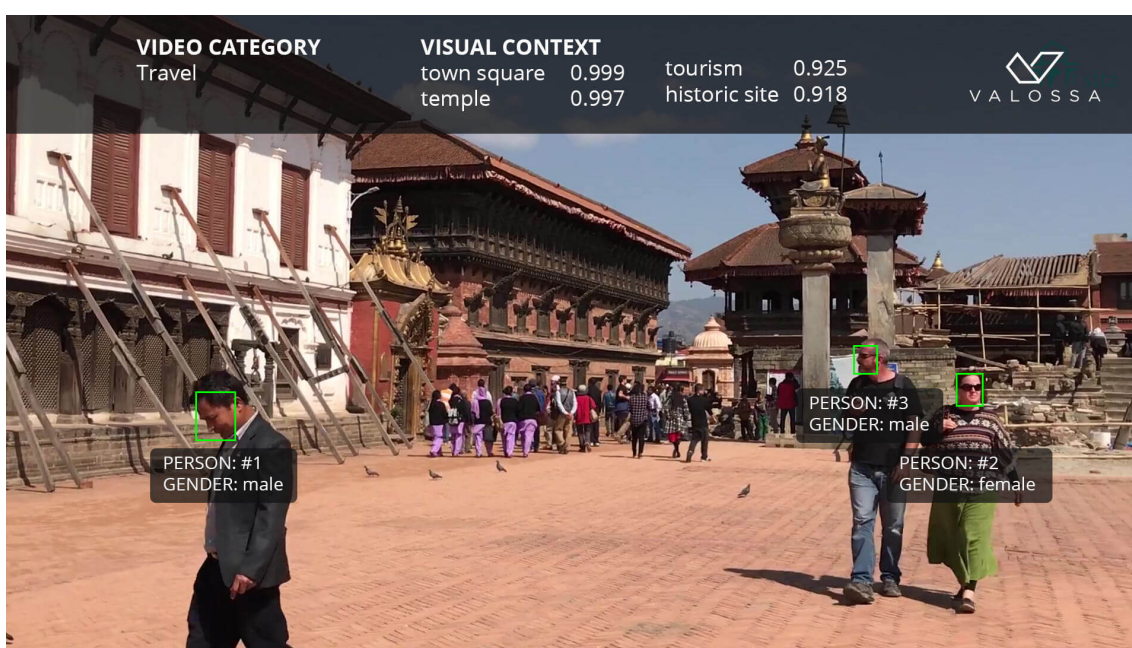 VIDEO CATEGORY
Travel
VISUAL CONTEXT
town square 0.999
temple 0.997
tourism 0.925
historic site 0.918
VALOSSA
PERSON: #1
GENDER: male
PERSON: #3
GENDER: male
PERSON: #2
GENDER: female